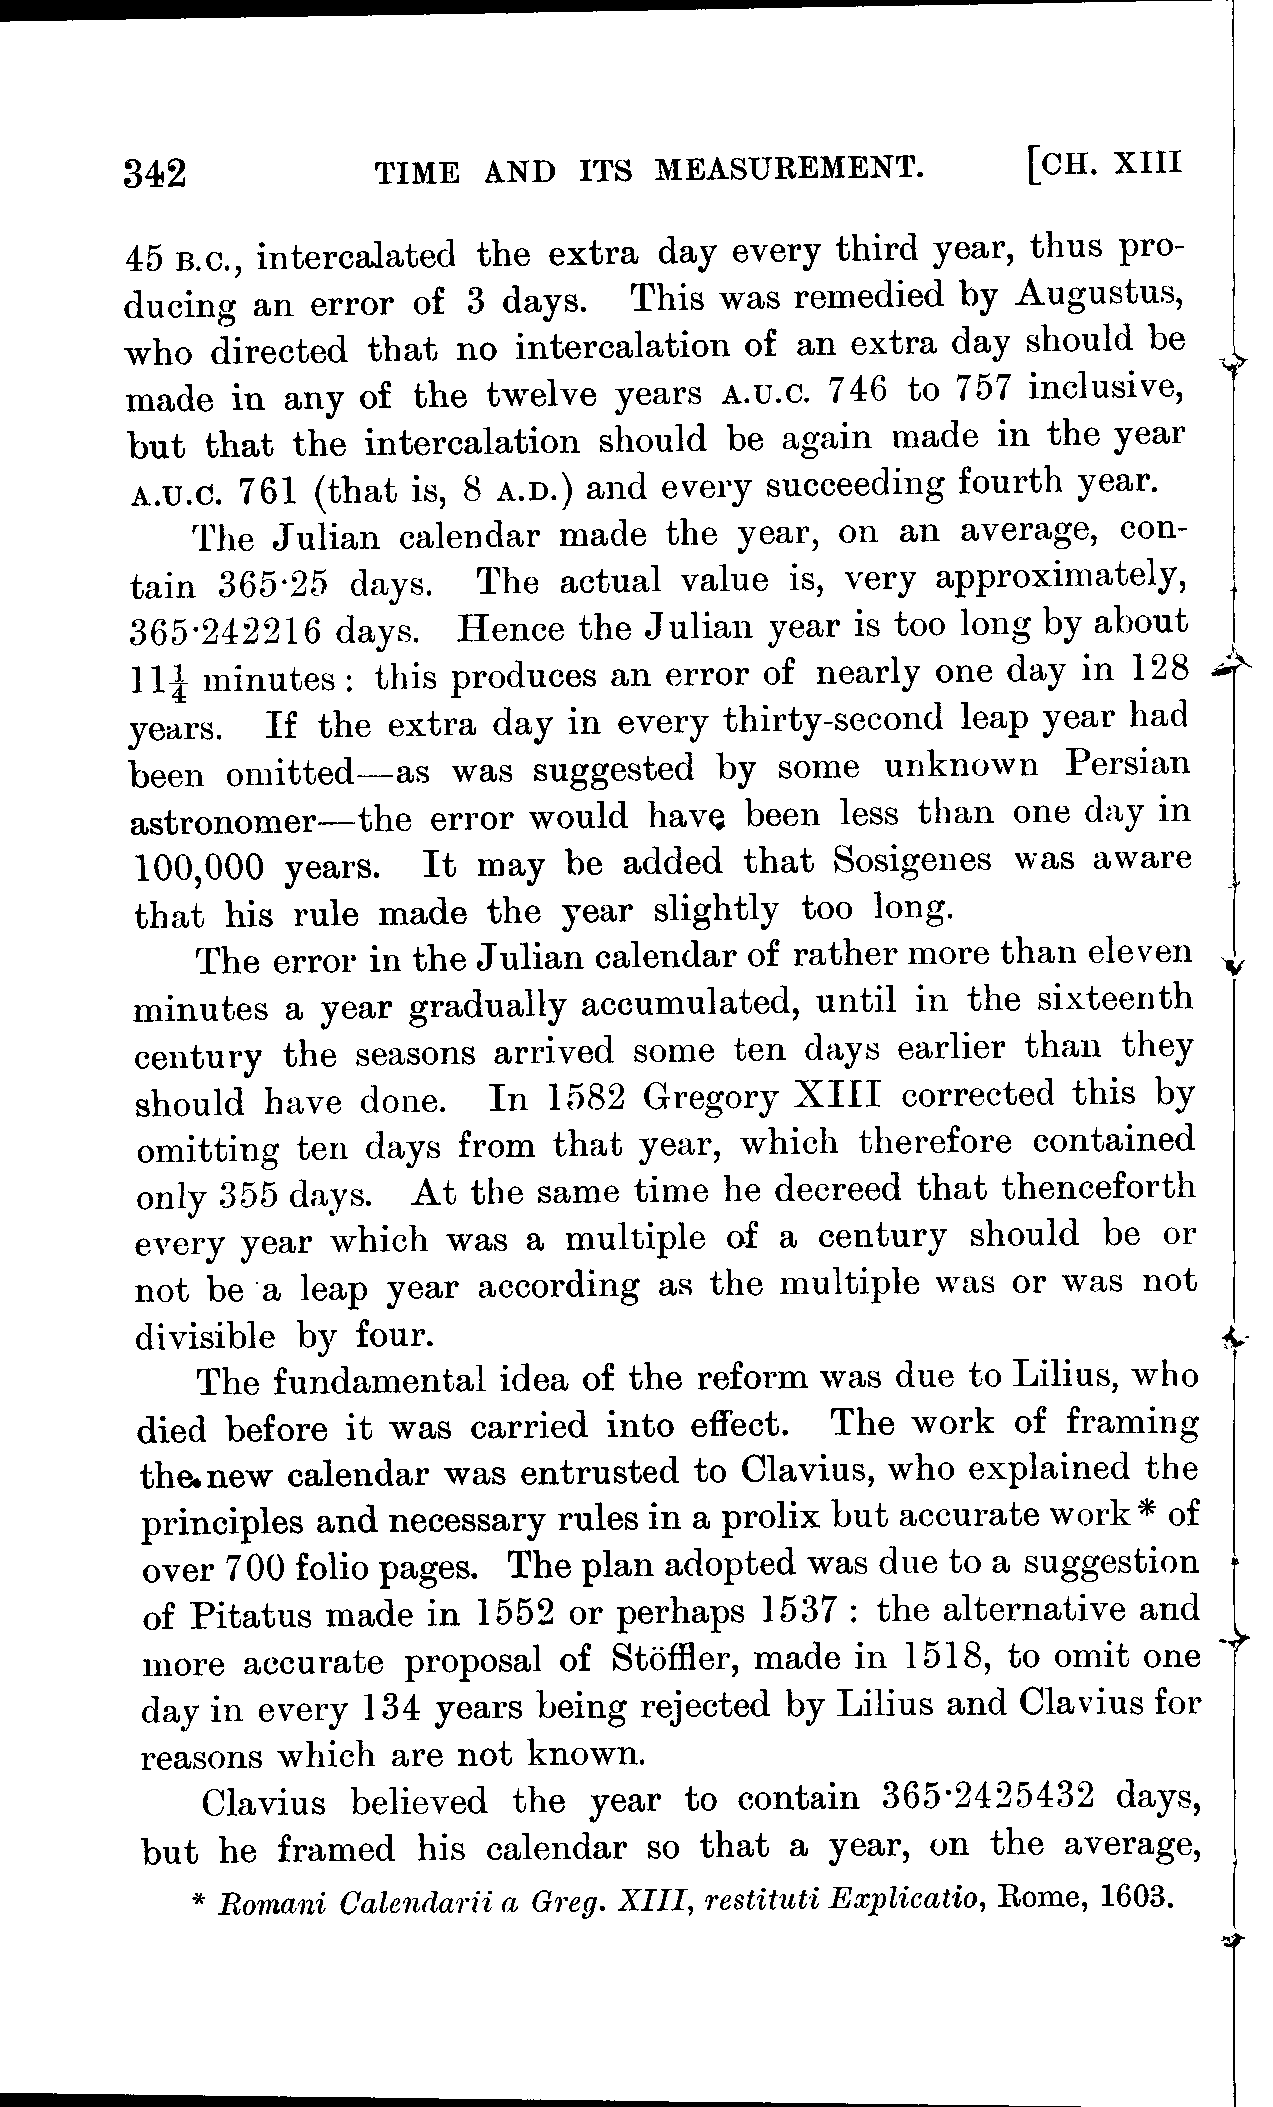 342 TIME AND ITS MEASUREMENT. [CH. XIII
45 B.C., intercalated the extra day every third year, thus pro-
ducing an error of 3 days. This was remedied by Augustus,
who directed that no intercalation of an extra day should be
made in any of the twelve years A.U.C. 746 to 757 inclusive,
but that the intercalation should be again made in the year
A.U.C. 761 (that is, 8 A.D.) and every succeeding fourth year.
The Julian calendar made the year, on an average, con-
tain 365·25 days. The actual value is, very approximately,
365·242216 days. Hence the Julian year is too long by about
11¼ minutes: this produces an error of nearly one day in 128
years. If the extra day in every thirty-second leap year had
been omitted—as was suggested by some unknown Persian
astronomer—the error would have been less than one day in
100,000 years. It may be added that Sosigenes was aware
that his rule made the year slightly too long.
The error in the Julian calendar of rather more than eleven
minutes a year gradually accumulated, until in the sixteenth
century the seasons arrived some ten days earlier than they
should have done. In 1582 Gregory XIII corrected this by
omitting ten days from that year, which therefore contained
only 355 days. At the same time he decreed that thenceforth
every year which was a multiple of a century should be or
not be a leap year according as the multiple was or was not
divisible by four.
The fundamental idea of the reform was due to Lilius, who
died before it was carried into effect. The work of framing
the new calendar was entrusted to Clavius, who explained the
principles and necessary rules in a prolix but accurate work* of
over 700 folio pages. The plan adopted was due to a suggestion
of Pitatus made in 1552 or perhaps 1537: the alternative and
more accurate proposal of Stöffler, made in 1518, to omit one
day in every 134 years being rejected by Lilius and Clavius for
reasons which are not known.
Clavius believed the year to contain 365·2425432 days,
but he framed his calendar so that a year, on the average,
* Romani Calendarii a Greg. XIII, restituti Explicatio, Rome, 1603.